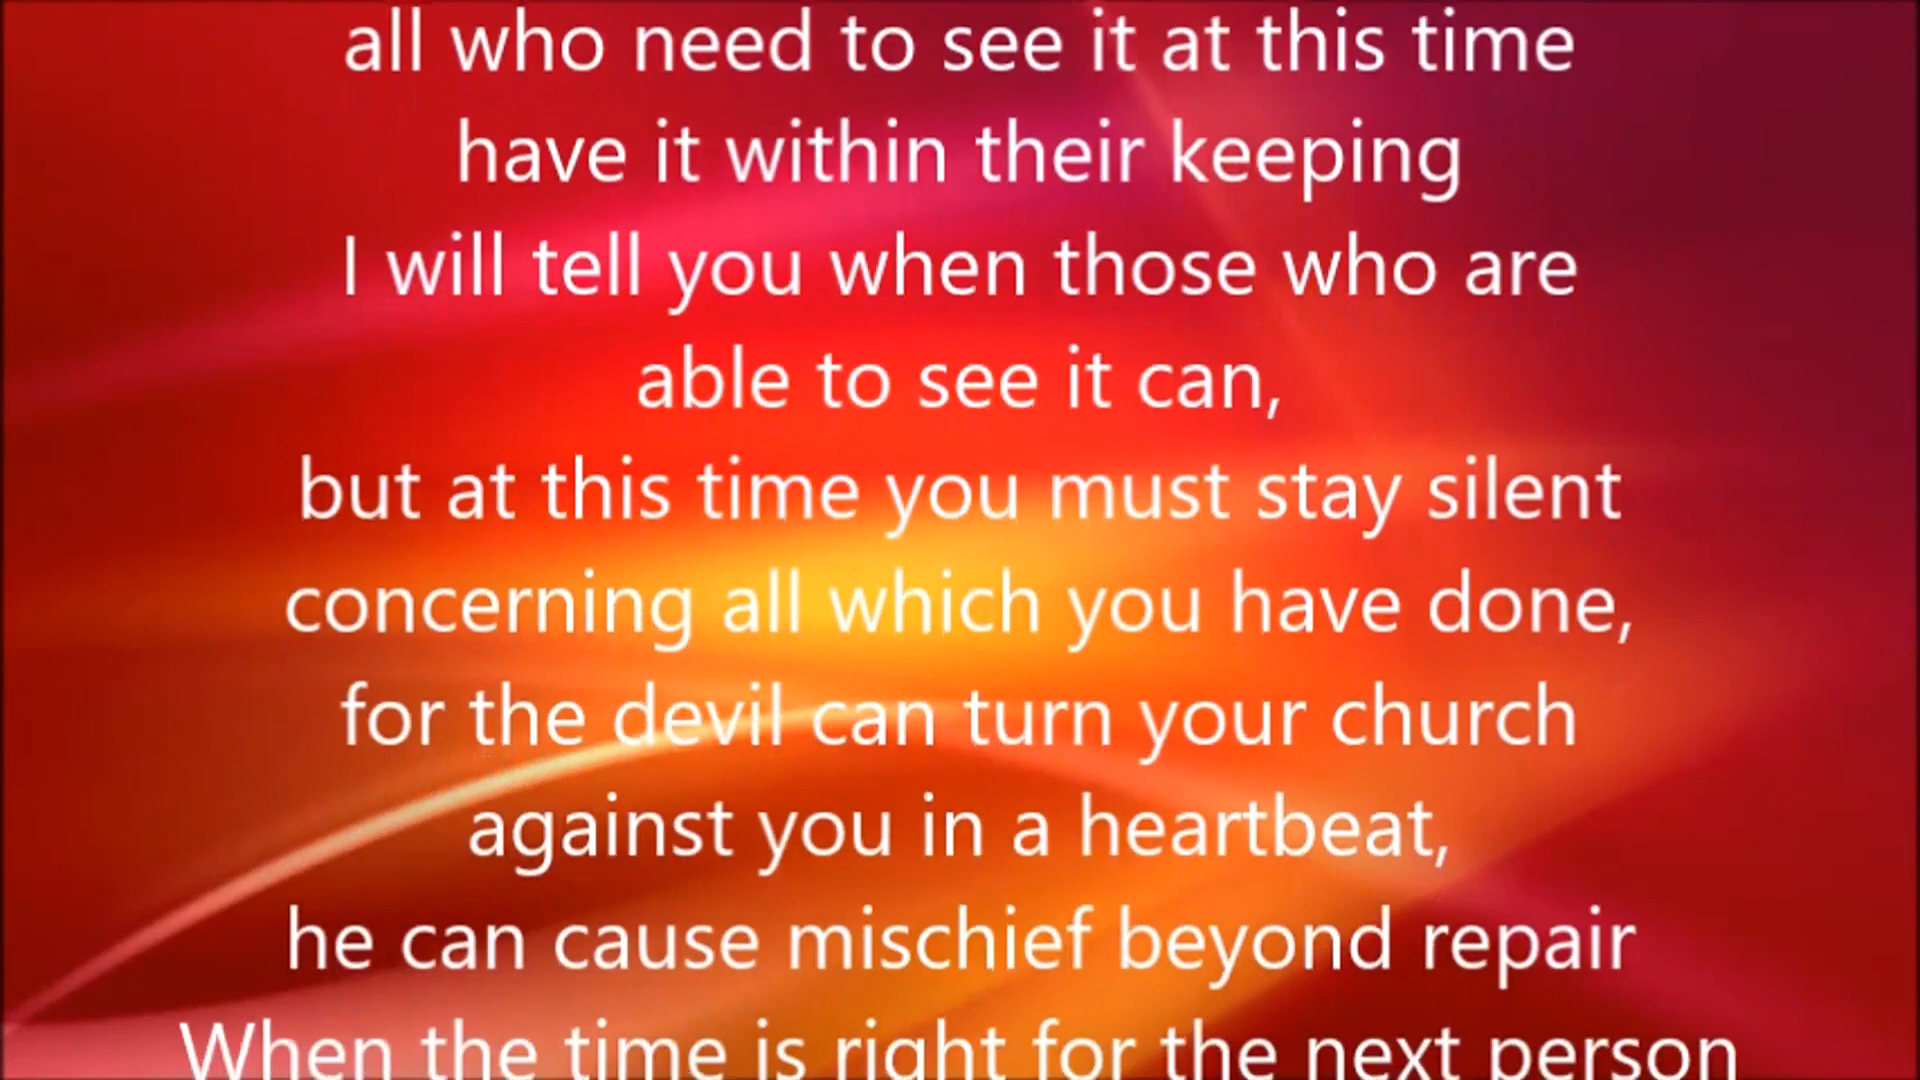 all who need to see it at this time
have it within their keeping
I will tell you when those who are
able to see it can,
but at this time you must stay silent
concerning all which you have done,
for the devil can turn your church
against you in a heartbeat,
he can cause mischief beyond repair
When the time is right for the next person